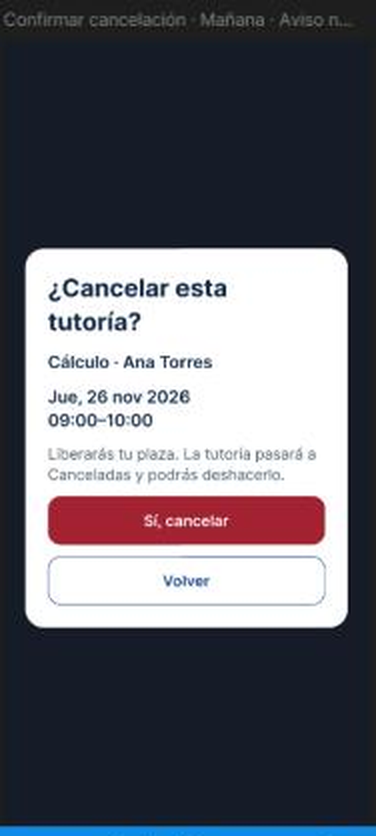 Confirmar cancelación · Mañana · Aviso n...
¿Cancelar esta
tutoría?
Cálculo · Ana Torres
Jue, 26 nov 2026
09:00–10:00
Liberarás tu plaza. La tutoría pasará a
Canceladas y podrás deshacerlo.
Sí, cancelar
Volver